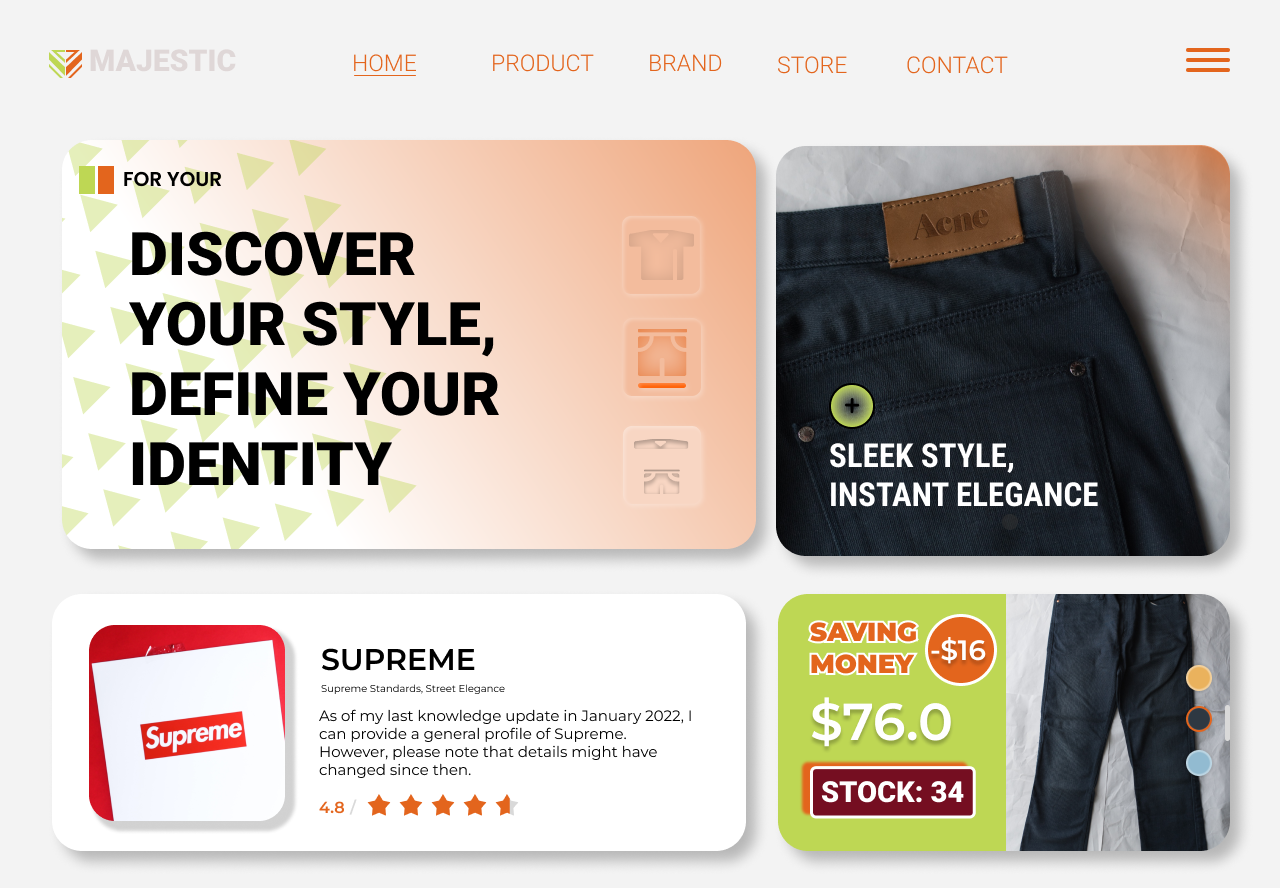 MAJESTIC
HOME
PRODUCT
BRAND
STORE
CONTACT
FOR YOUR
DISCOVER
YOUR STYLE,
DEFINE YOUR
IDENTITY
Acne
+
SLEEK STYLE,
INSTANT ELEGANCE
Supreme
SUPREME
Supreme Standards, Street Elegance
As of my last knowledge update in January 2022, I
can provide a general profile of Supreme.
However, please note that details might have
changed since then.
4.8 /
SAVING
MONEY
-$16
$76.0
STOCK: 34